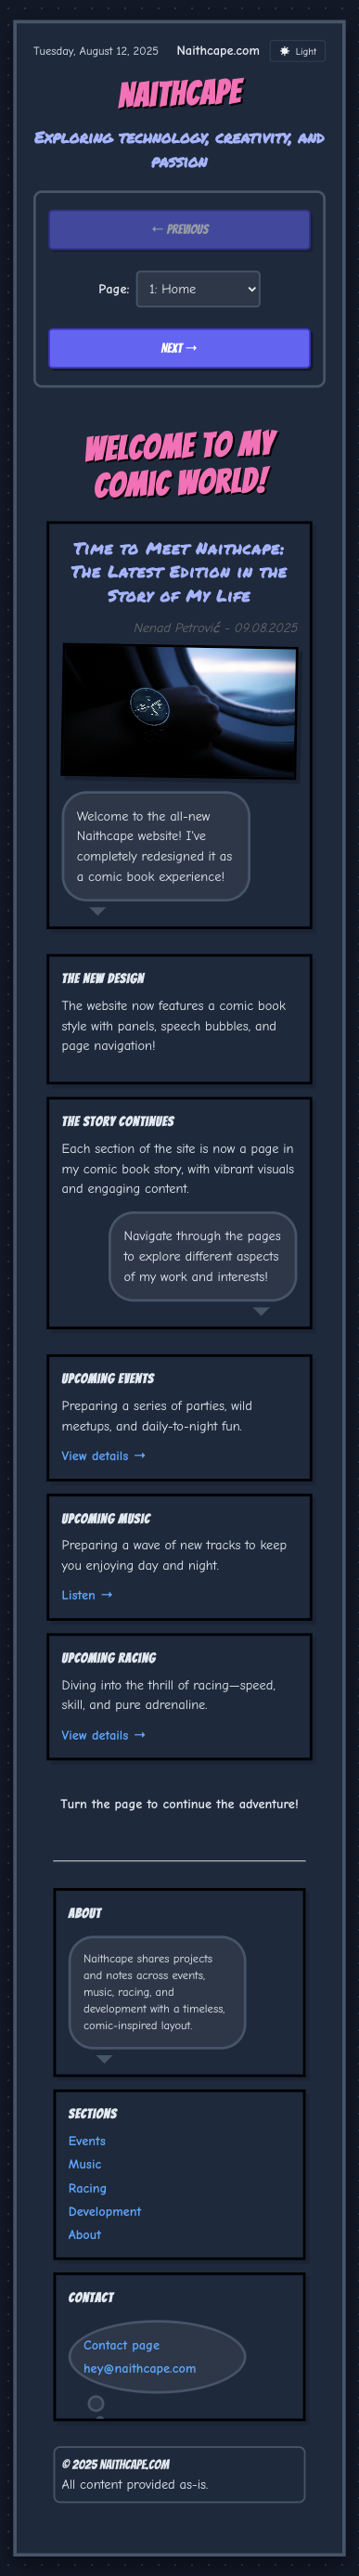 Tuesday, August 12, 2025 Naithcape.com ☀ Light
NAITHCAPE
Exploring technology, creativity, and
passion
← PREVIOUS
Page: 1: Home
NEXT →
WELCOME TO MY
COMIC WORLD!
Time to Meet Naithcape:
The Latest Edition in the
Story of My Life
Nenad Petrović - 09.08.2025
Welcome to the all-new
Naithcape website! I've
completely redesigned it as
a comic book experience!
THE NEW DESIGN
The website now features a comic book
style with panels, speech bubbles, and
page navigation!
THE STORY CONTINUES
Each section of the site is now a page in
my comic book story, with vibrant visuals
and engaging content.
Navigate through the pages
to explore different aspects
of my work and interests!
UPCOMING EVENTS
Preparing a series of parties, wild
meetups, and daily-to-night fun.
View details →
UPCOMING MUSIC
Preparing a wave of new tracks to keep
you enjoying day and night.
Listen →
UPCOMING RACING
Diving into the thrill of racing—speed,
skill, and pure adrenaline.
View details →
Turn the page to continue the adventure!
ABOUT
Naithcape shares projects
and notes across events,
music, racing, and
development with a timeless,
comic-inspired layout.
SECTIONS
Events
Music
Racing
Development
About
CONTACT
Contact page
hey@naithcape.com
© 2025 NAITHCAPE.COM
All content provided as-is.